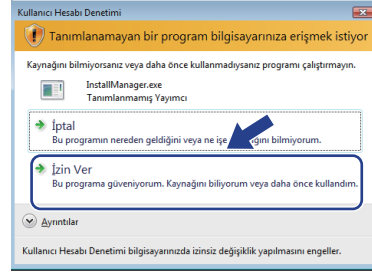 Kullanıcı Hesabı Denetimi
Tanımlanamayan bir program bilgisayarınıza erişmek istiyor
Kaynağını bilmiyorsanız veya daha önce kullanmadıysanız programı çalıştırmayın.
InstallManager.exe
Tanımlanmamış Yayımcı
İptal
Bu programın nereden geldiğini veya ne işe bilmiyorum.
İzin Ver
Bu programa güveniyorum. Kaynağını biliyorum veya daha önce kullandım.
Ayrıntılar
Kullanıcı Hesabı Denetimi bilgisayarınızda izinsiz değişiklik yapılmasını engeller.